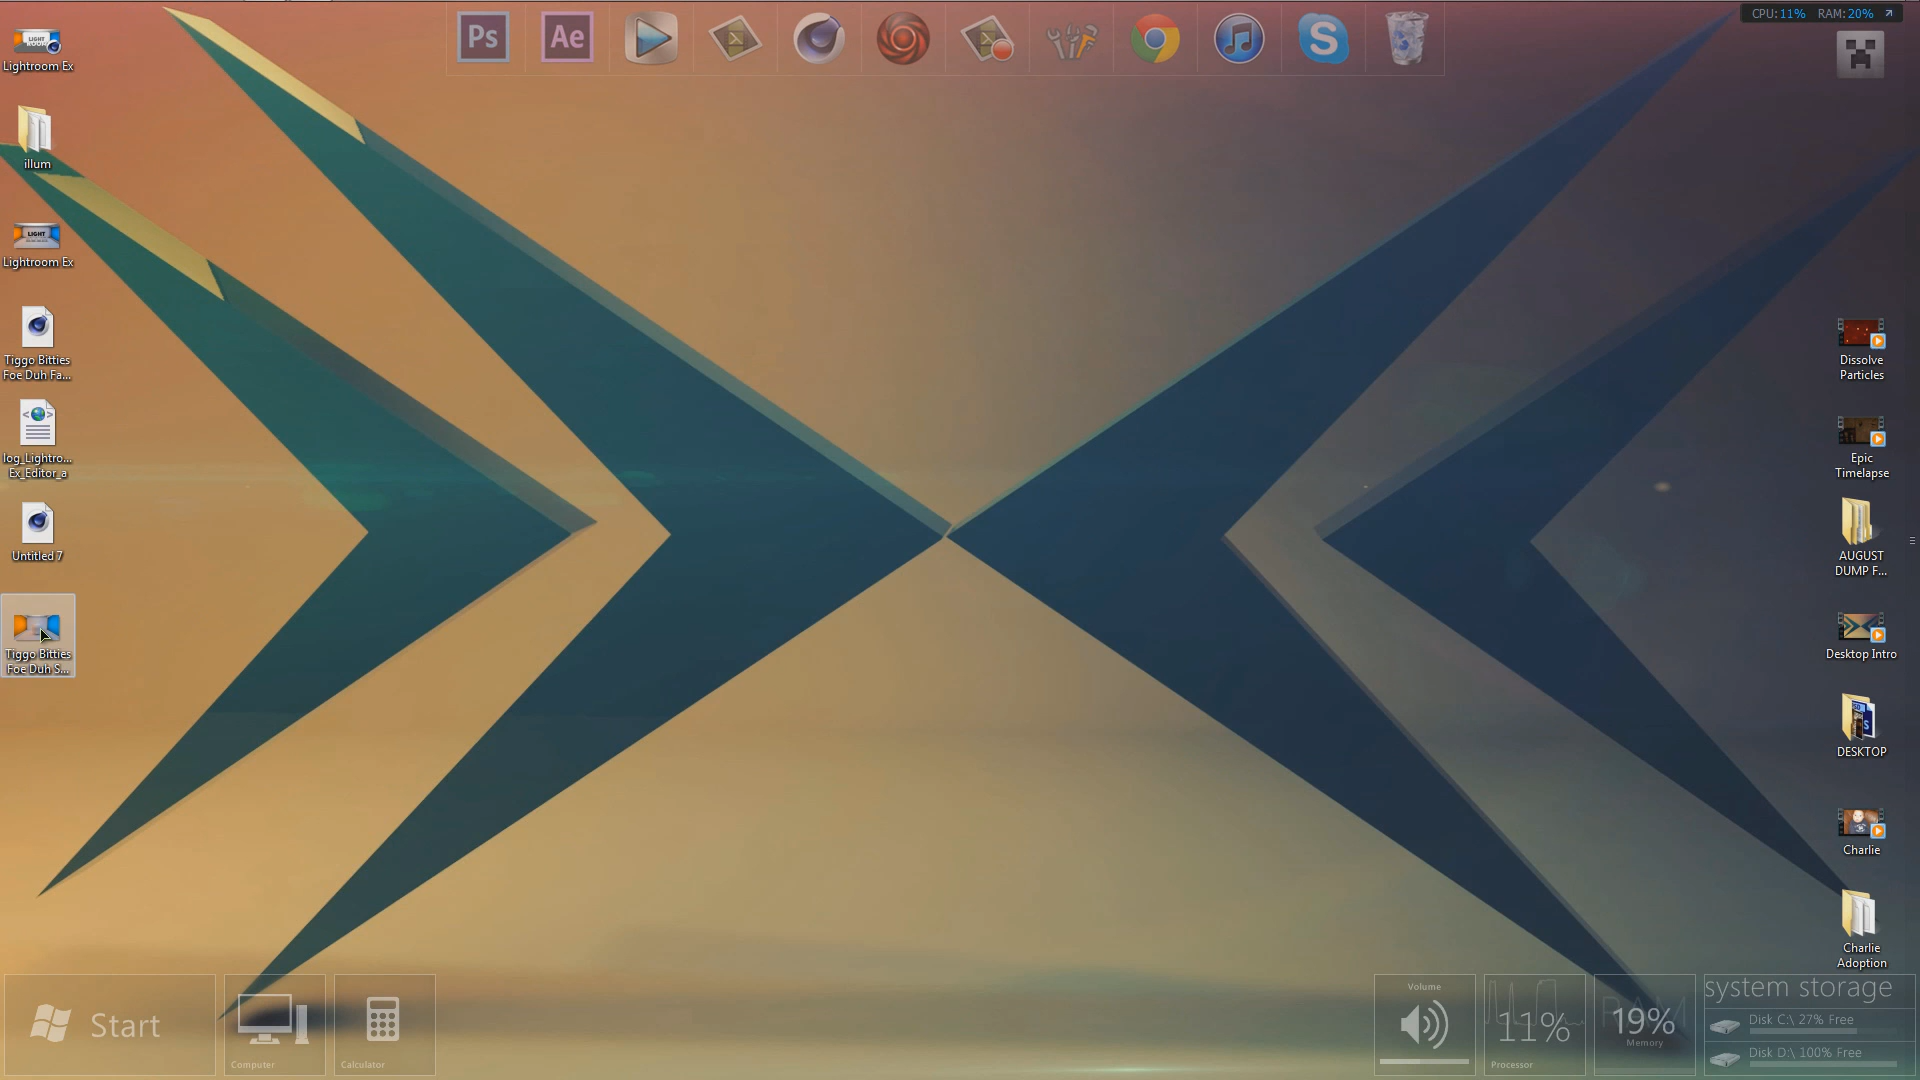 Lightroom Ex
illum
Lightroom Ex
Tiggo Bitties
Foe Duh Fa...
log_Lightro...
Ex_Editor_a
Untitled 7
Tiggo Bitties
Foe Duh S...
Ps
Ae
S
CPU: 11% RAM: 20%
Dissolve
Particles
Epic
Timelapse
AUGUST
DUMP F...
Desktop Intro
DESKTOP
Charlie
Charlie
Adoption
Start
Computer
Calculator
Volume
11%
Processor
RAM
19%
Memory
system storage
Disk C:\ 27% Free
Disk D:\ 100% Free